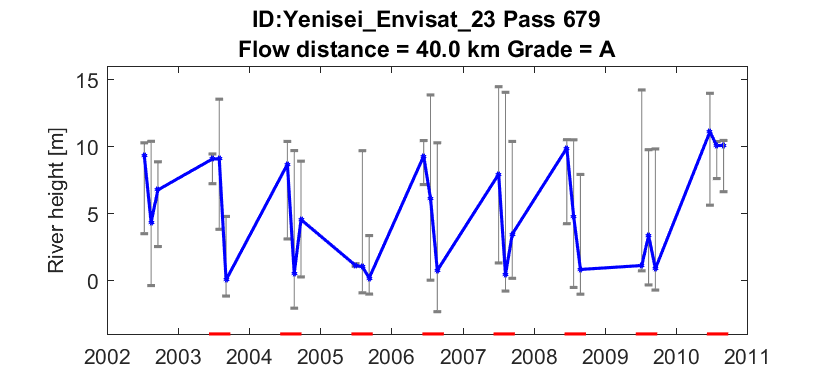 ID:Yenisei_Envisat_23 Pass 679
Flow distance = 40.0 km Grade = A
River height [m]
15
10
5
0
2002 2003 2004 2005 2006 2007 2008 2009 2010 2011